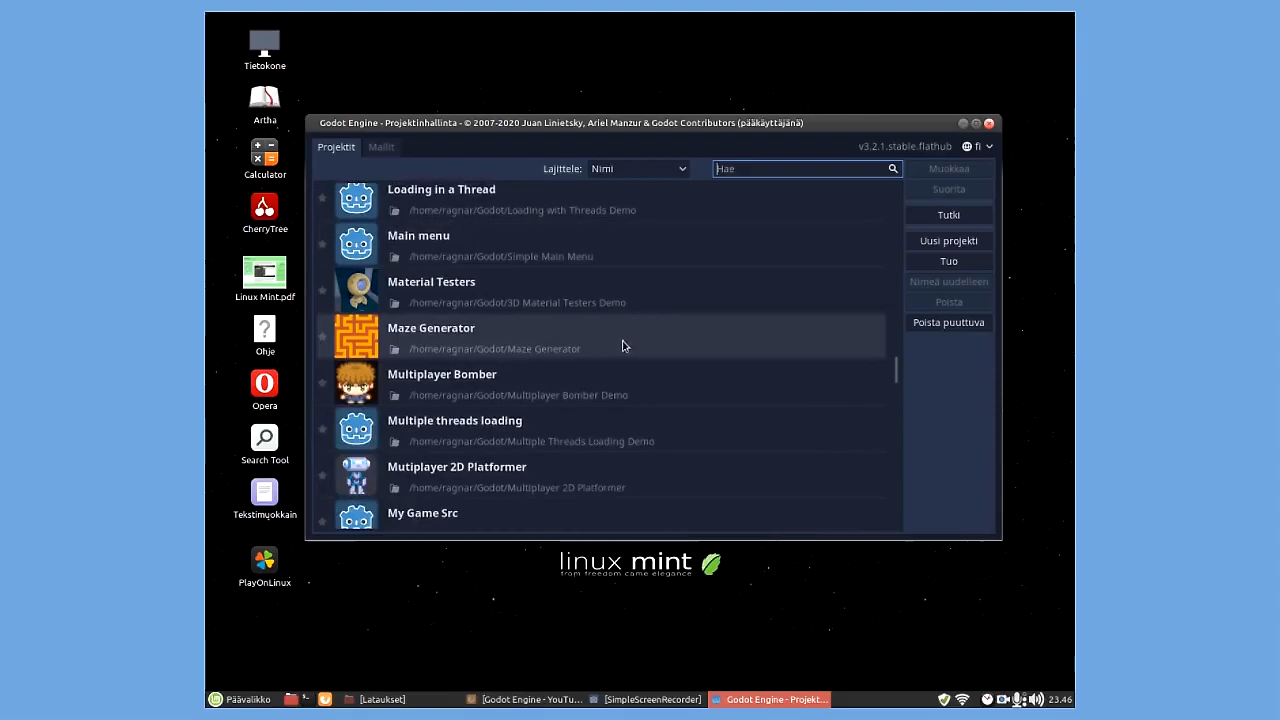 Tietokone
Artha
Calculator
CherryTree
Linux Mint.pdf
Ohje
Opera
Search Tool
Tekstimuokkain
PlayOnLinux
Godot Engine - Projektinhallinta - © 2007-2020 Juan Linietsky, Ariel Manzur & Godot Contributors (pääkäyttäjänä)
Projektit Mallit
v3.2.1.stable.flathub fi
Lajittele: Nimi Hae
Loading in a Thread
/home/ragnar/Godot/Loading with Threads Demo
Main menu
/home/ragnar/Godot/Simple Main Menu
Material Testers
/home/ragnar/Godot/3D Material Testers Demo
Maze Generator
/home/ragnar/Godot/Maze Generator
Multiplayer Bomber
/home/ragnar/Godot/Multiplayer Bomber Demo
Multiple threads loading
/home/ragnar/Godot/Multiple Threads Loading Demo
Mutiplayer 2D Platformer
/home/ragnar/Godot/Multiplayer 2D Platformer
My Game Src
Muokkaa
Suorita
Tutki
Uusi projekti
Tuo
Nimeä uudelleen
Poista
Poista puuttuva
linux mint
from freedom came elegance
Päävalikko [Lataukset] [Godot Engine - YouTu... [SimpleScreenRecorder] Godot Engine - Projekt... 23.46